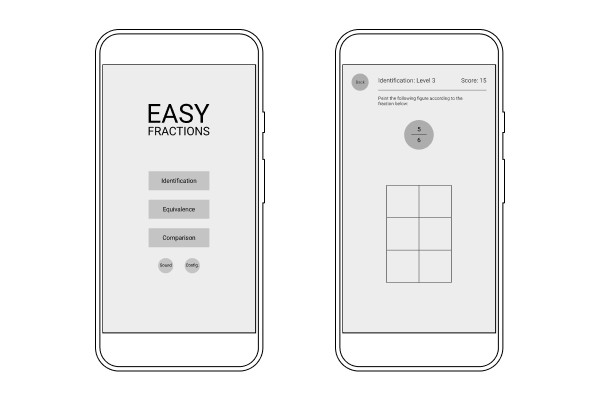 EASY
FRACTIONS
Identification
Equivalence
Comparison
Sound
Config.
Back
Identification: Level 3
Score: 15
Paint the following figure according to the
fraction below:
5
6